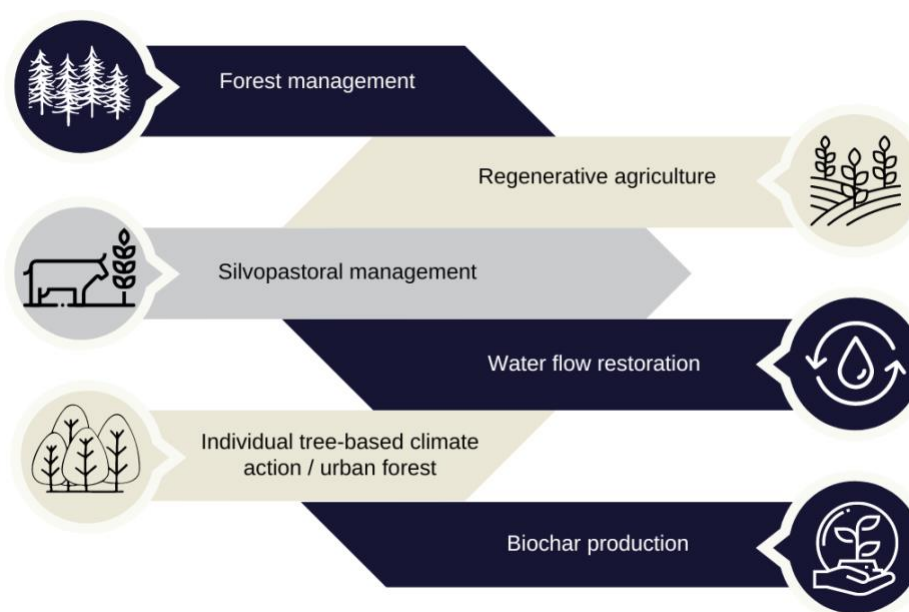 Forest management
Regenerative agriculture
Silvopastoral management
Water flow restoration
Individual tree-based climate
action / urban forest
Biochar production